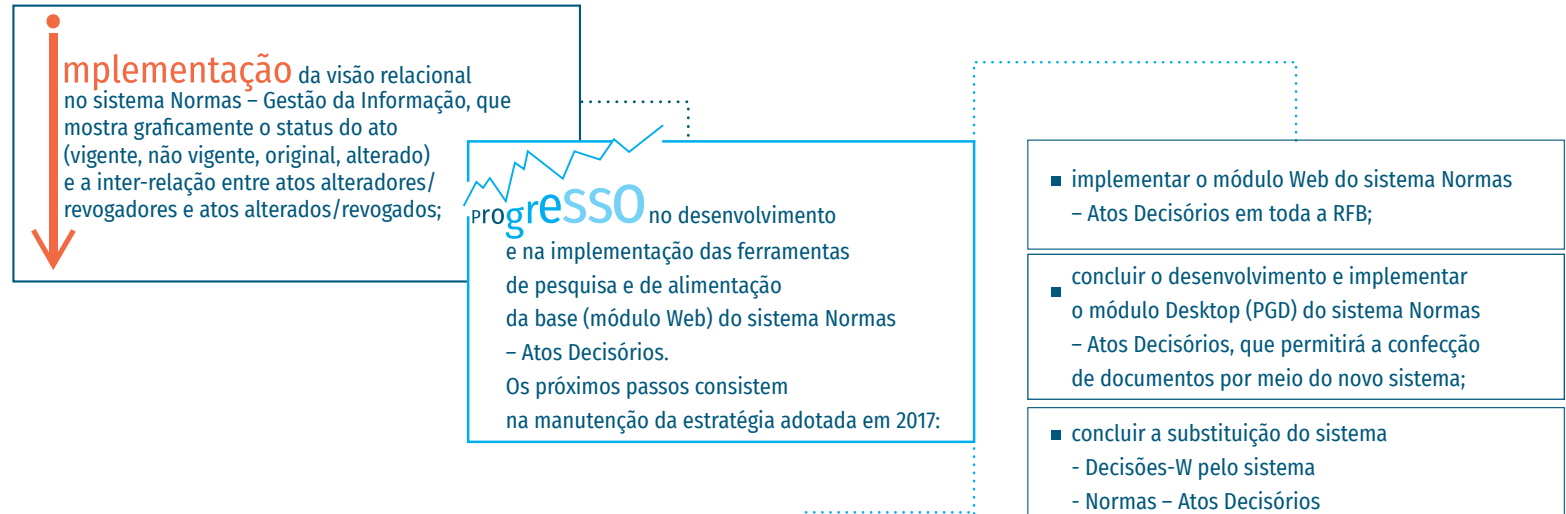 implementação da visão relacional
no sistema Normas – Gestão da Informação, que
mostra graficamente o status do ato
(vigente, não vigente, original, alterado)
e a inter-relação entre atos alteradores/
revogadores e atos alterados/revogados;
Progresso no desenvolvimento
e na implementação das ferramentas
de pesquisa e de alimentação
da base (módulo Web) do sistema Normas
– Atos Decisórios.
Os próximos passos consistem
na manutenção da estratégia adotada em 2017:
▪ implementar o módulo Web do sistema Normas
– Atos Decisórios em toda a RFB;
▪ concluir o desenvolvimento e implementar
o módulo Desktop (PGD) do sistema Normas
– Atos Decisórios, que permitirá a confecção
de documentos por meio do novo sistema;
▪ concluir a substituição do sistema
- Decisões-W pelo sistema
- Normas – Atos Decisórios